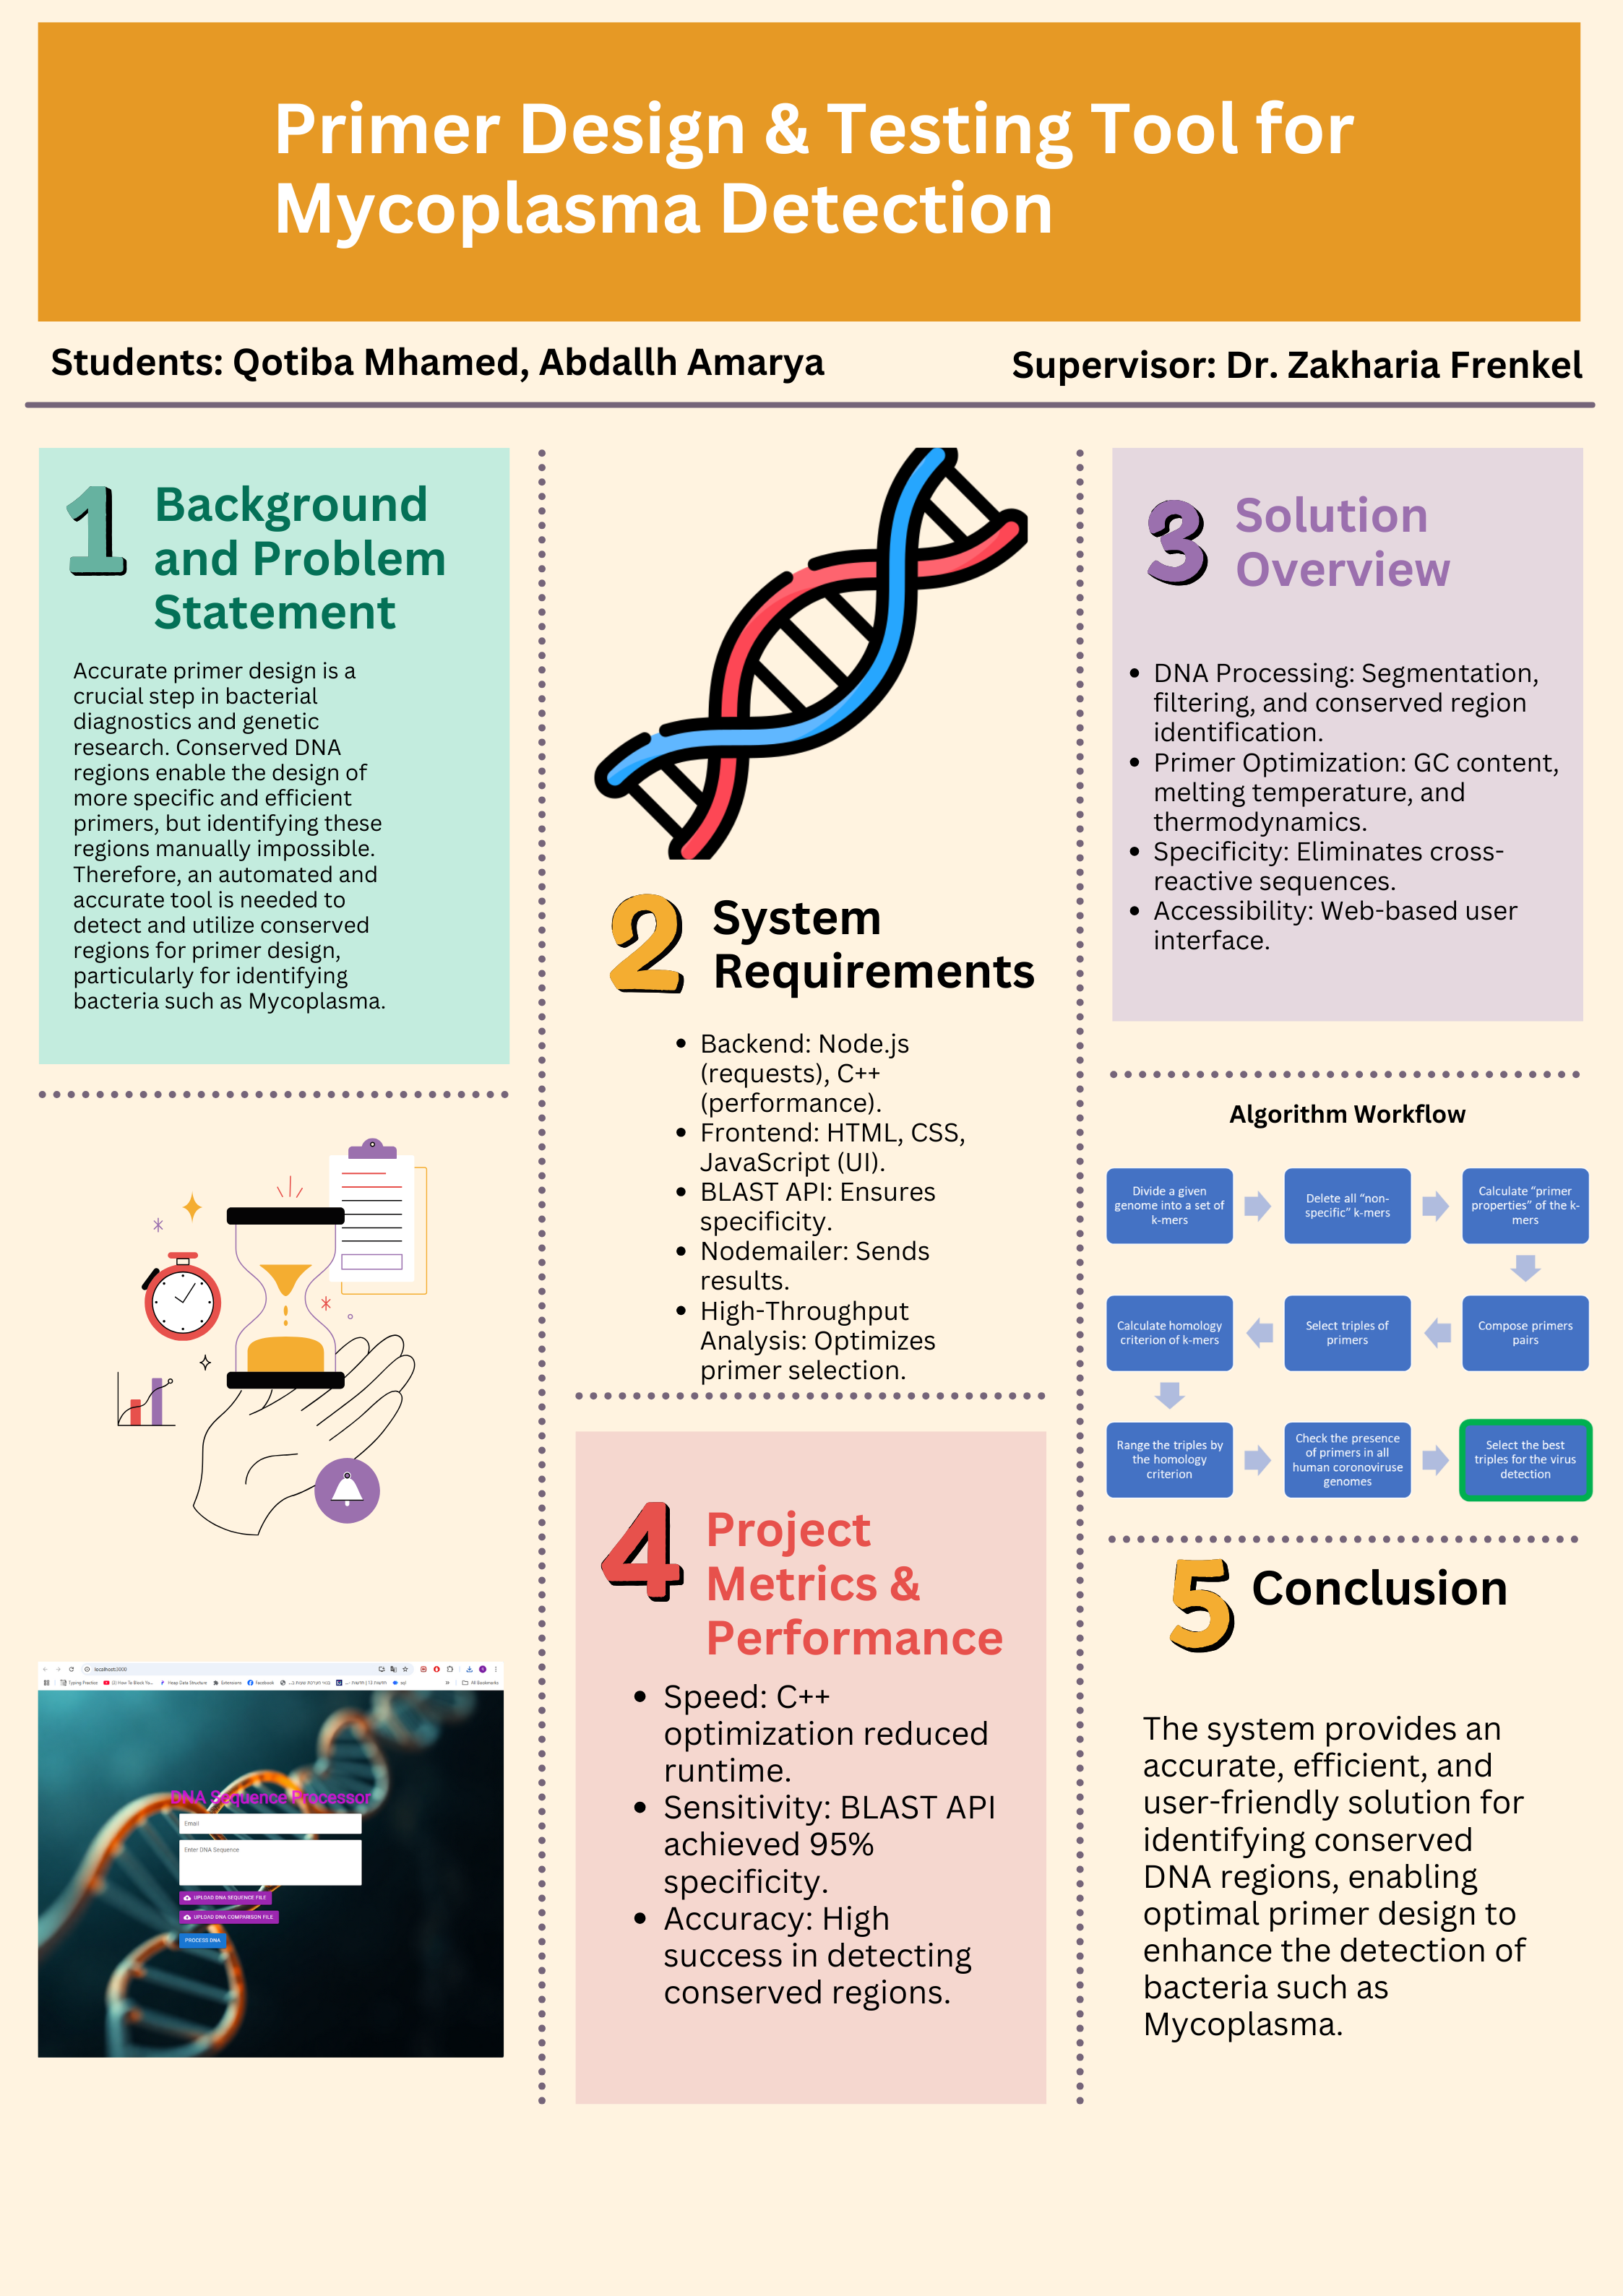 Primer Design & Testing Tool for
Mycoplasma Detection
Students: Qotiba Mhamed, Abdallh Amarya
Supervisor: Dr. Zakharia Frenkel
1
Background
and Problem
Statement
Accurate primer design is a
crucial step in bacterial
diagnostics and genetic
research. Conserved DNA
regions enable the design of
more specific and efficient
primers, but identifying these
regions manually impossible.
Therefore, an automated and
accurate tool is needed to
detect and utilize conserved
regions for primer design,
particularly for identifying
bacteria such as Mycoplasma.
localhost:3000
Typing Practice
Heap Data Structure
Extensions
Facebook
All Bookmarks
DNA Sequence Processor
Email
Enter DNA Sequence
UPLOAD DNA SEQUENCE FILE
UPLOAD DNA COMPARISON FILE
PROCESS DNA
2
System
Requirements
• Backend: Node.js
(requests), C++
(performance).
• Frontend: HTML, CSS,
JavaScript (UI).
• BLAST API: Ensures
specificity.
• Nodemailer: Sends
results.
• High-Throughput
Analysis: Optimizes
primer selection.
4
Project
Metrics &
Performance
• Speed: C++
optimization reduced
runtime.
• Sensitivity: BLAST API
achieved 95%
specificity.
• Accuracy: High
success in detecting
conserved regions.
3
Solution
Overview
• DNA Processing: Segmentation,
filtering, and conserved region
identification.
• Primer Optimization: GC content,
melting temperature, and
thermodynamics.
• Specificity: Eliminates cross-
reactive sequences.
• Accessibility: Web-based user
interface.
Algorithm Workflow
Divide a given
genome into a set of
k-mers
Delete all “non-
specific” k-mers
Calculate “primer
properties” of the k-
mers
Compose primers
pairs
Select triples of
primers
Calculate homology
criterion of k-mers
Range the triples by
the homology
criterion
Check the presence
of primers in all
human coronoviruse
genomes
Select the best
triples for the virus
detection
5
Conclusion
The system provides an
accurate, efficient, and
user-friendly solution for
identifying conserved
DNA regions, enabling
optimal primer design to
enhance the detection of
bacteria such as
Mycoplasma.